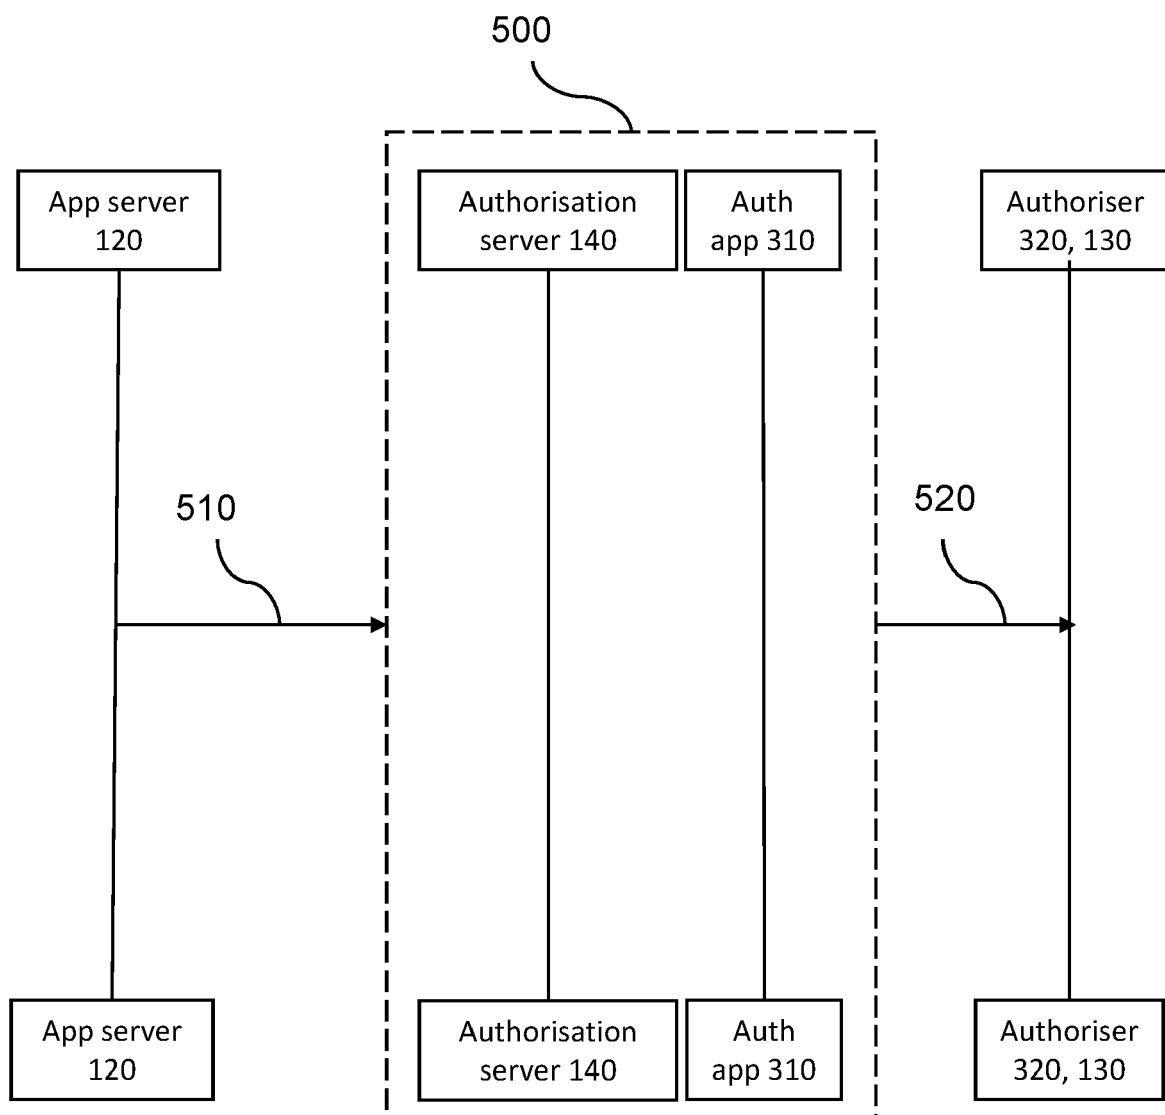 500
App server
120
Authorisation
server 140
Auth
app 310
Authoriser
320, 130
510
520
App server
120
Authorisation
server 140
Auth
app 310
Authoriser
320, 130